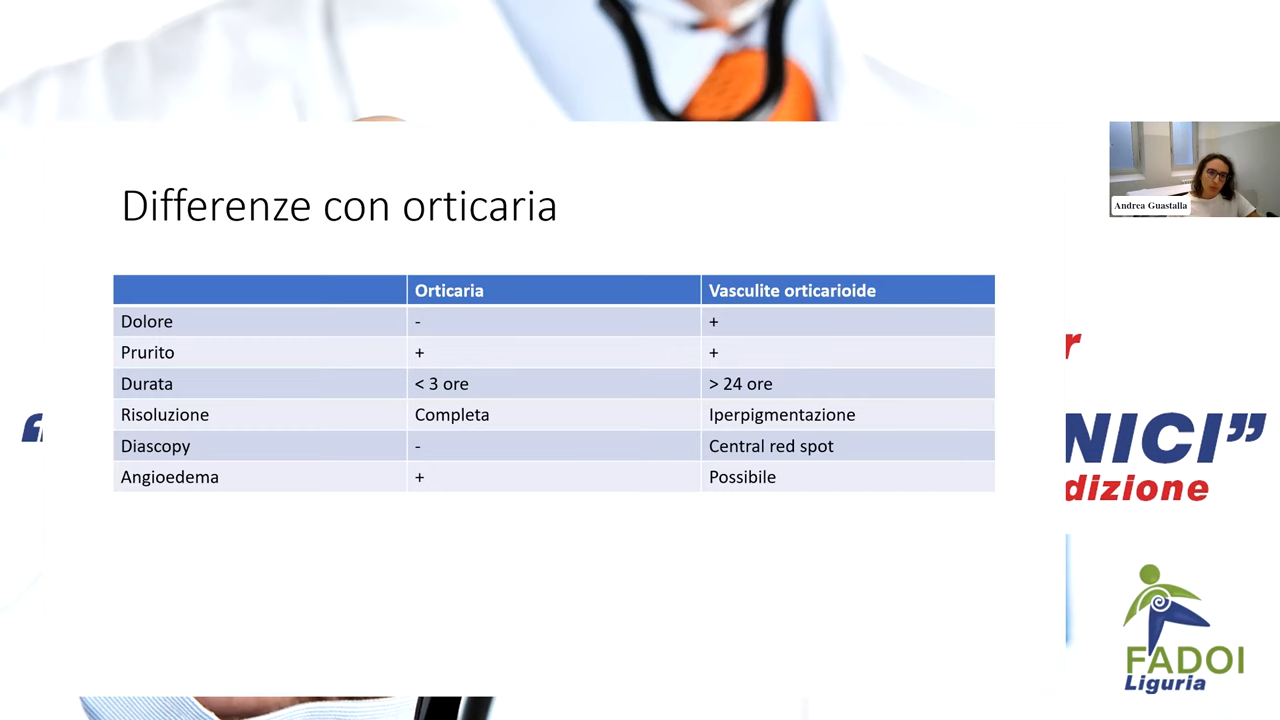 Differenze con orticaria
Orticaria Vasculite orticarioide
Dolore - +
Prurito + +
Durata < 3 ore > 24 ore
Risoluzione Completa Iperpigmentazione
Diascopy - Central red spot
Angioedema + Possibile
Andrea Guastalla
r
“
NICI”
dizione
FADOI
Liguria